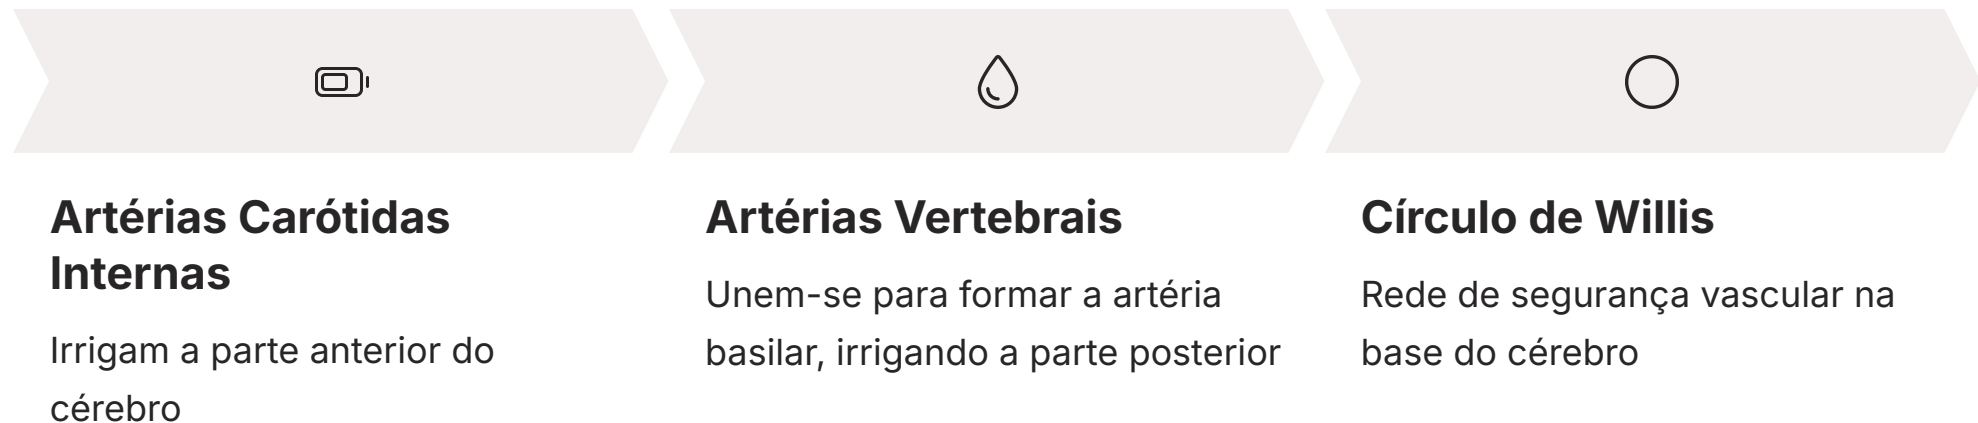 Artérias Carótidas
Internas
Irrigam a parte anterior do
cérebro
Artérias Vertebrais
Unem-se para formar a artéria
basilar, irrigando a parte posterior
Círculo de Willis
Rede de segurança vascular na
base do cérebro